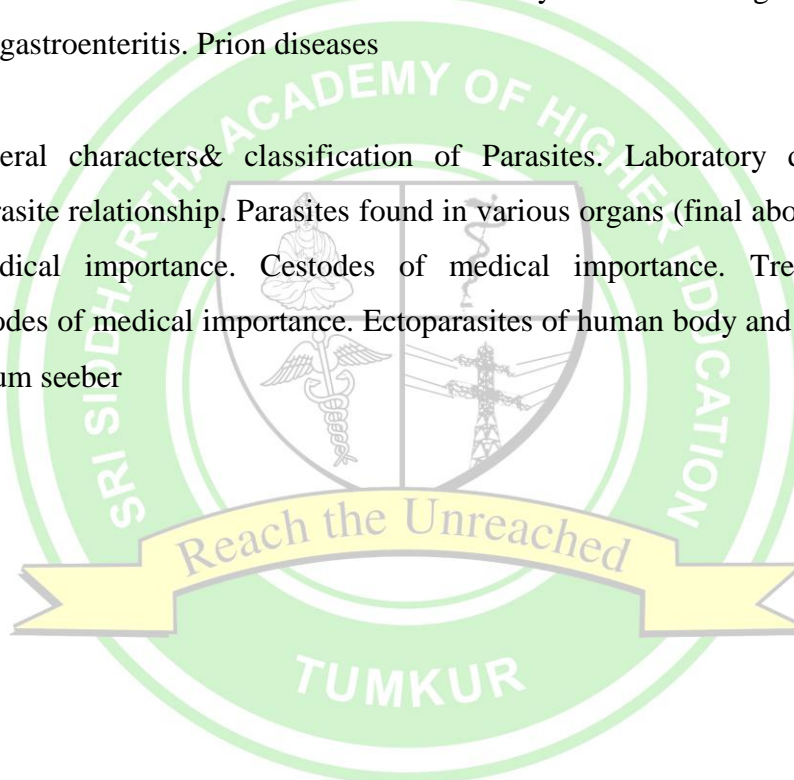 gastroenteritis. Prion diseases
eral characters& classification of Parasites. Laboratory
rasite relationship. Parasites found in various organs (final abo
dical importance. Cestodes of medical importance. Tre
odes of medical importance. Ectoparasites of human body and
um seeber
SRI SIDDHARTHA ACADEMY OF HIGHER EDUCATION
Reach the Unreached
TUMKUR